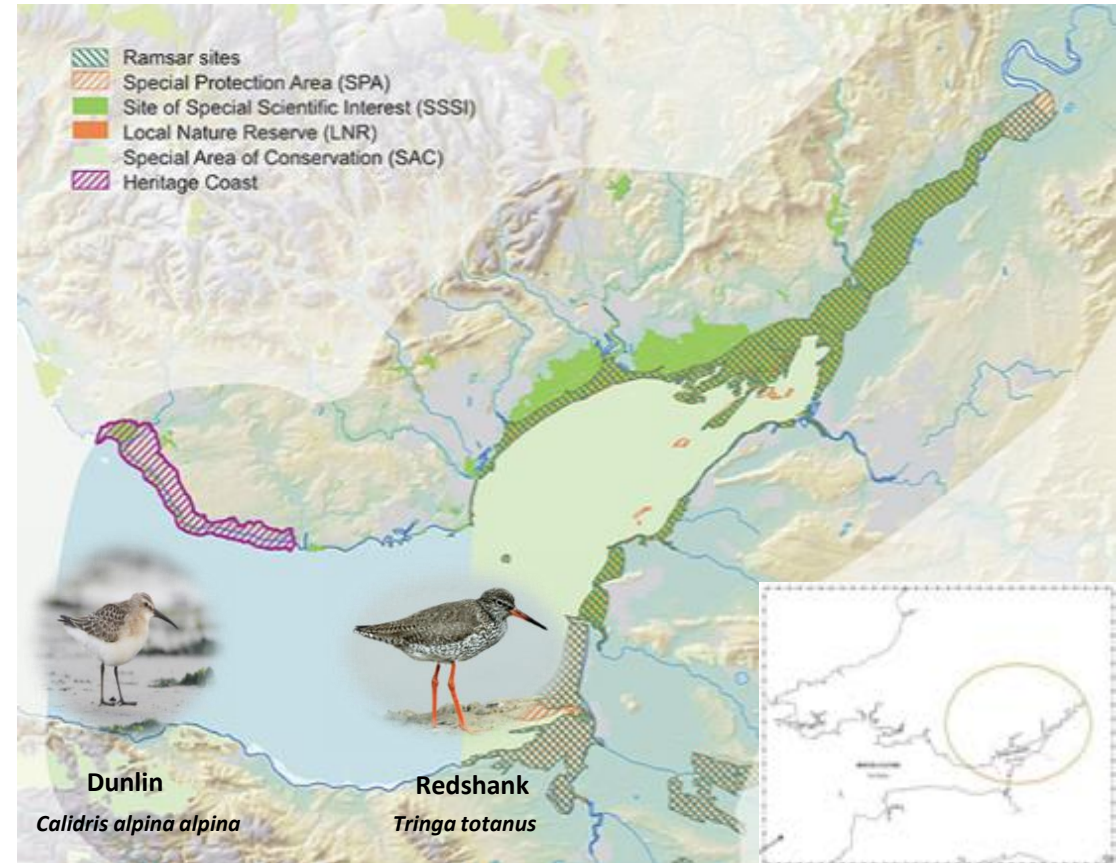 Ramsar sites
Special Protection Area (SPA)
Site of Special Scientific Interest (SSSI)
Local Nature Reserve (LNR)
Special Area of Conservation (SAC)
Heritage Coast
Dunlin
Calidris alpina alpina
Redshank
Tringa totanus